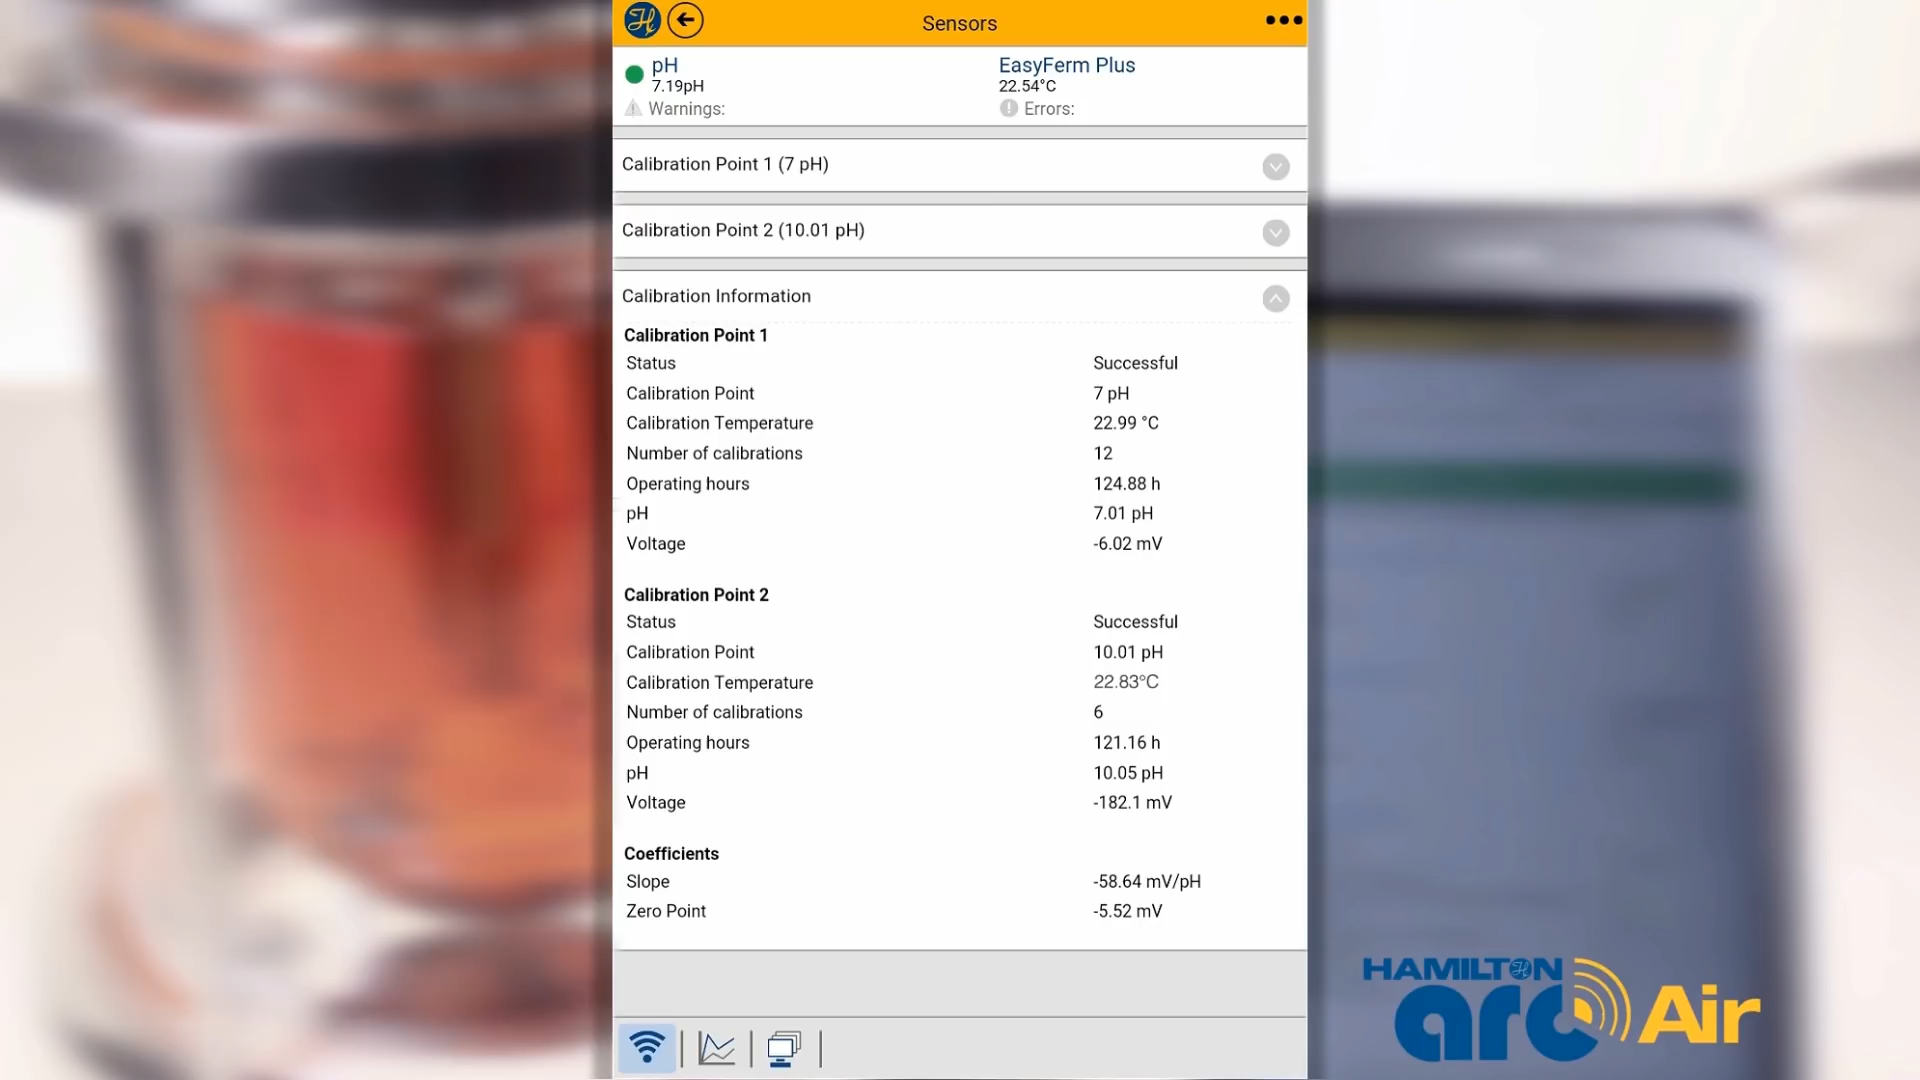 Sensors
pH EasyFerm Plus
7.19pH 22.54°C
Warnings: Errors:
Calibration Point 1 (7 pH)
Calibration Point 2 (10.01 pH)
Calibration Information
Calibration Point 1
Status Successful
Calibration Point 7 pH
Calibration Temperature 22.99 °C
Number of calibrations 12
Operating hours 124.88 h
pH 7.01 pH
Voltage -6.02 mV
Calibration Point 2
Status Successful
Calibration Point 10.01 pH
Calibration Temperature 22.83°C
Number of calibrations 6
Operating hours 121.16 h
pH 10.05 pH
Voltage -182.1 mV
Coefficients
Slope -58.64 mV/pH
Zero Point -5.52 mV
HAMILTON
arc Air